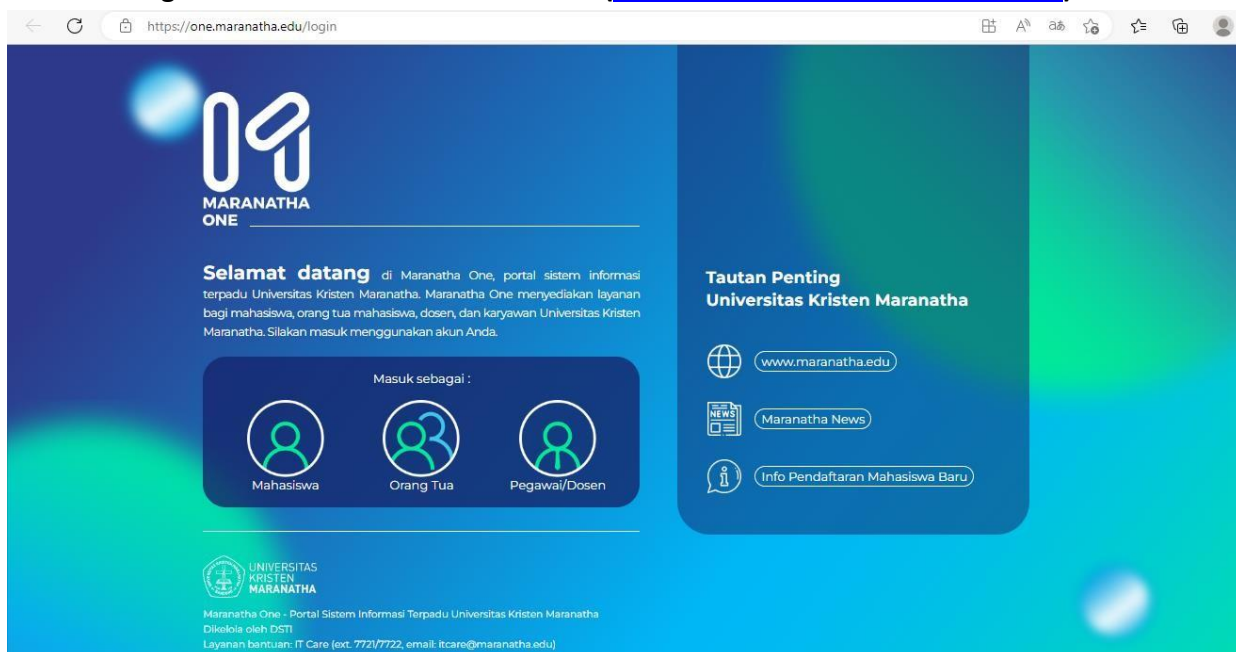 https://one.maranatha.edu/login
MARANATHA
ONE
Selamat datang di Maranatha One, portal sistem informasi
terpadu Universitas Kristen Maranatha. Maranatha One menyediakan layanan
bagi mahasiswa, orang tua mahasiswa, dosen, dan karyawan Universitas Kristen
Maranatha. Silakan masuk menggunakan akun Anda.
Masuk sebagai :
Mahasiswa
Orang Tua
Pegawai/Dosen
UNIVERSITAS
KRISTEN
MARANATHA
Maranatha One - Portal Sistem Informasi Terpadu Universitas Kristen Maranatha
Dikelola oleh DSTI
Layanan bantuan: IT Care (ext. 7721/7722, email: itcare@maranatha.edu)
Tautan Penting
Universitas Kristen Maranatha
www.maranatha.edu
NEWS
Maranatha News
Info Pendaftaran Mahasiswa Baru